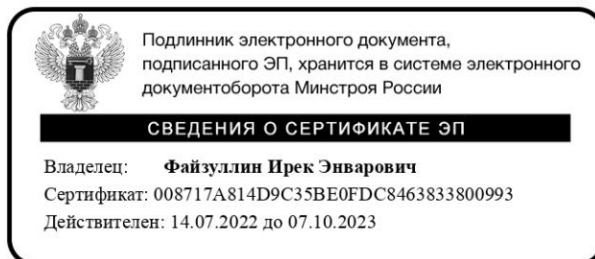 Подлинник электронного документа,
подписанного ЭП, хранится в системе электронного
документоборота Минстроя России
СВЕДЕНИЯ О СЕРТИФИКАТЕ ЭП
Владелец: Файзуллин Ирек Энварович
Сертификат: 008717A814D9C35BE0FDC8463833800993
Действителен: 14.07.2022 до 07.10.2023